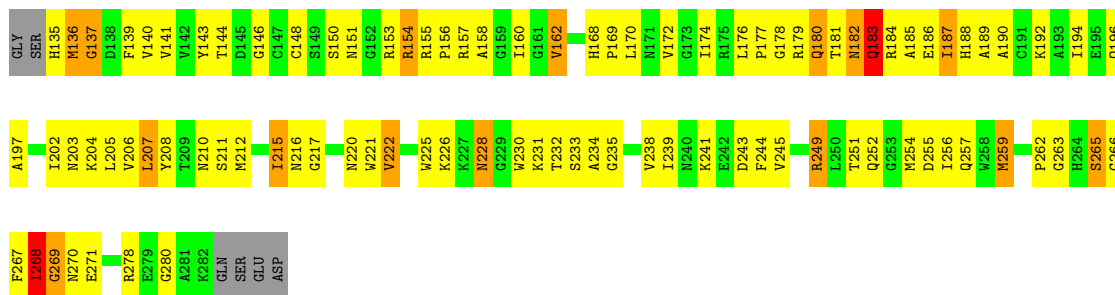 GLY SER H135 M136 G137 D138 F139 V140 V141 V142 Y143 T144 D145 G146 C147 C148 S149 S150 N151 G152 R153 R154 R155 P156 R157 A158 G159 I160 G161 V162 H168 P169 L170 N171 V172 G173 I174 R175 L176 P177 G178 R179 Q180 T181 N182 Q183 R184 A185 E186 I187 H188 A189 A190 C191 K192 A193 I194 E195
A197 I202 N203 K204 L205 V206 L207 Y208 T209 N210 S211 M212 I215 N216 G217 N220 W221 V222 W225 K226 K227 N228 G229 W230 K231 T232 S233 A234 G235 V238 I239 N240 K241 E242 D243 F244 V245 R249 L250 T251 Q252 G253 M254 D255 I256 Q257 W258 M259 P262 G263 H264 S265
F267 I268 G269 N270 E271 R278 E279 G280 A281 K282 GLN SER GLU ASP